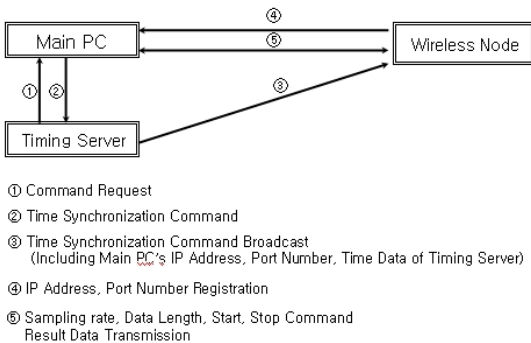 ④
Main PC
⑤
Wireless Node
①
②
③
Timing Server
① Command Request
② Time Synchronization Command
③ Time Synchronization Command Broadcast
(Including Main PC's IP Address, Port Number, Time Data of Timing Server)
④ IP Address, Port Number Registration
⑤ Sampling rate, Data Length, Start, Stop Command
Result Data Transmission